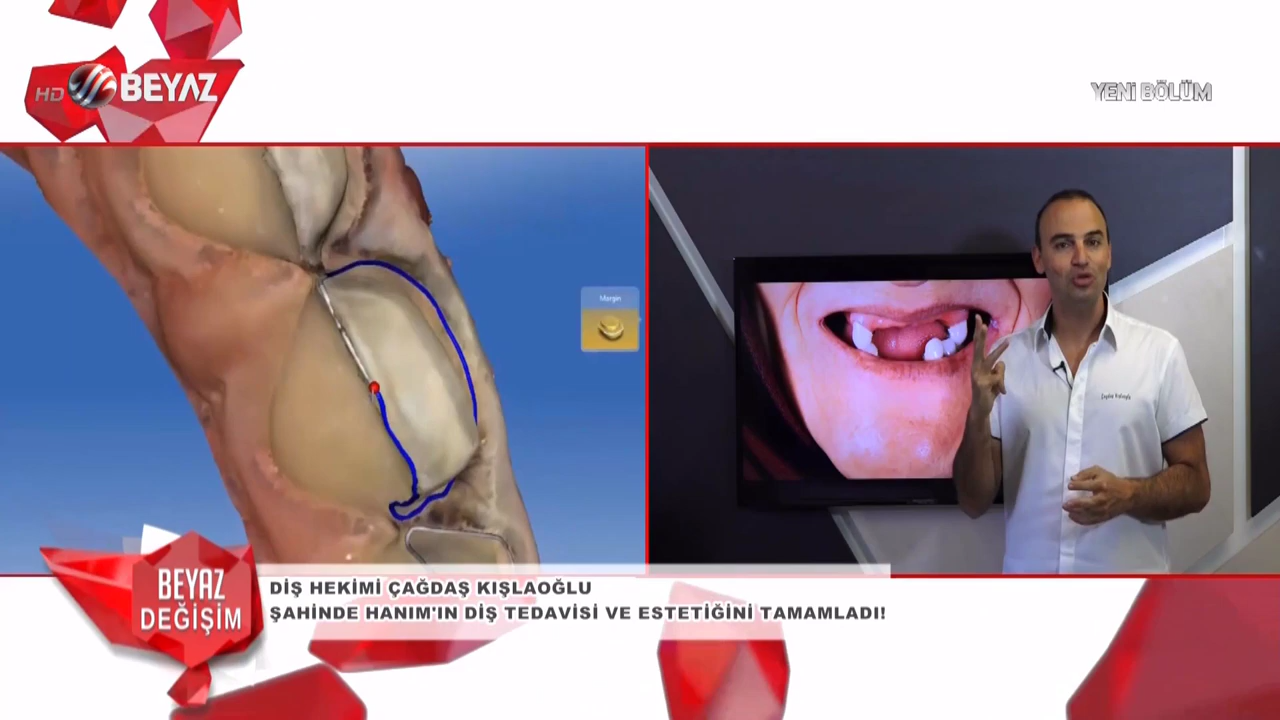 HD BEYAZ
YENİ BÖLÜM
Margin
BEYAZ
DEĞİŞİM
DİŞ HEKİMİ ÇAĞDAŞ KIŞLAOĞLU
ŞAHİNDE HANIM'IN DİŞ TEDAVİSİ VE ESTETİĞİNİ TAMAMLADI!